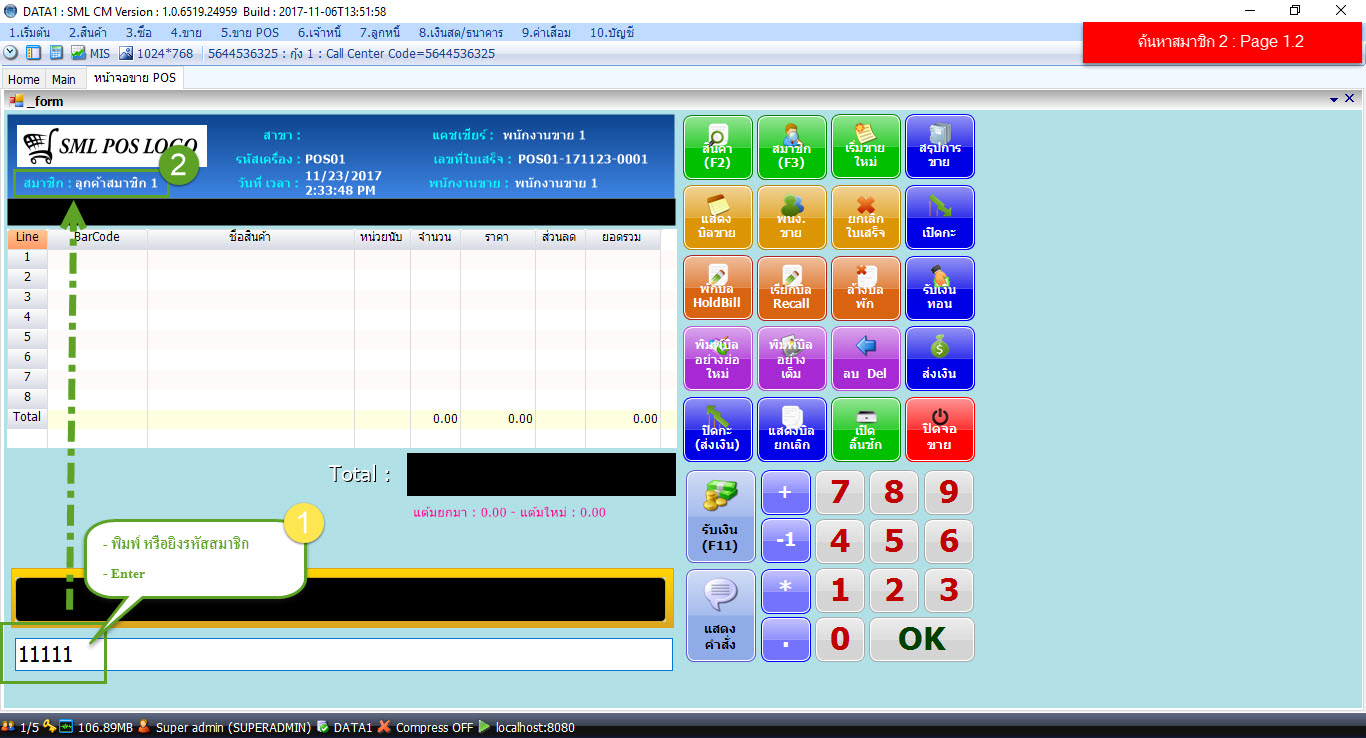 DATA1 : SML CM Version : 1.0.6519.24959 Build : 2017-11-06T13:51:58
1.เริ่มต้น 2.สินค้า 3.ซื้อ 4.ขาย 5.ขาย POS 6.เจ้าหนี้ 7.ลูกหนี้ 8.เงินสด/ธนาคาร 9.ค่าเสื่อม 10.บัญชี
ค้นหาสมาชิก 2 : Page 1.2
MIS 1024*768 5644536325 : กุ้ง 1 : Call Center Code=5644536325
Home Main หน้าจอขาย POS
_form
SML POS LOGO
สาขา :
แคชเชียร์ : พนักงานขาย 1
รหัสเครื่อง : POS01
เลขที่ใบเสร็จ : POS01-171123-0001
สมาชิก : ลูกค้าสมาชิก 1
2
วันที่ เวลา : 11/23/2017
2:33:48 PM
พนักงานขาย : พนักงานขาย 1
Line BarCode ชื่อสินค้า หน่วยนับ จำนวน ราคา ส่วนลด ยอดรวม
1
2
3
4
5
6
7
8
Total 0.00 0.00 0.00
Total :
แต้มยกมา : 0.00 - แต้มใหม่ : 0.00
1
- พิมพ์ หรือยิงรหัสสมาชิก
- Enter
11111
สินค้า
(F2)
สมาชิก
(F3)
เริ่มขาย
ใหม่
สรุปการ
ขาย
แสดง
บิลขาย
พนง.
ขาย
ยกเลิก
ใบเสร็จ
เปิดกะ
พักบิล
HoldBill
เรียกบิล
Recall
ล้างบิล
พัก
รับเงิน
ทอน
พิมพ์บิล
อย่างย่อ
ใหม่
พิมพ์บิล
อย่าง
เต็ม
ลบ Del
ส่งเงิน
ปิดกะ
(ส่งเงิน)
แสดงบิล
ยกเลิก
เปิด
ลิ้นชัก
ปิดจอ
ขาย
รับเงิน
(F11)
+ 7 8 9
-1 4 5 6
แสดง
คำสั่ง
* 1 2 3
. 0 OK
1/5 106.89MB Super admin (SUPERADMIN) DATA1 Compress OFF localhost:8080